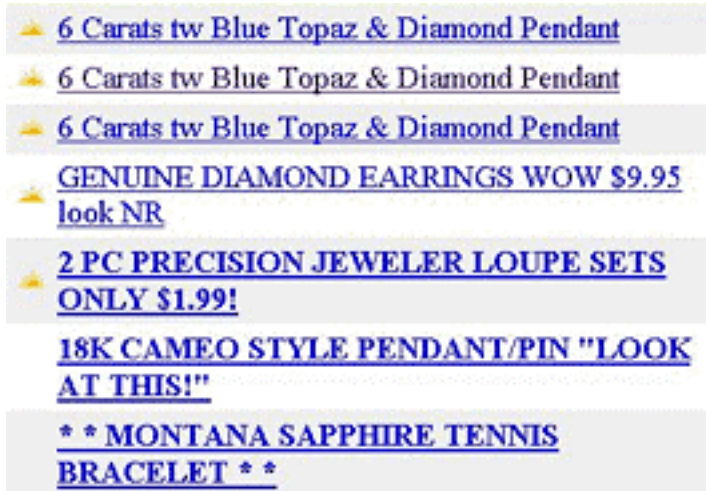 6 Carats tw Blue Topaz & Diamond Pendant
6 Carats tw Blue Topaz & Diamond Pendant
6 Carats tw Blue Topaz & Diamond Pendant
GENUINE DIAMOND EARRINGS WOW $9.95
look NR
2 PC PRECISION JEWELER LOUPE SETS
ONLY $1.99!
18K CAMEO STYLE PENDANT/PIN "LOOK
AT THIS!"
* * MONTANA SAPPHIRE TENNIS
BRACELET * *